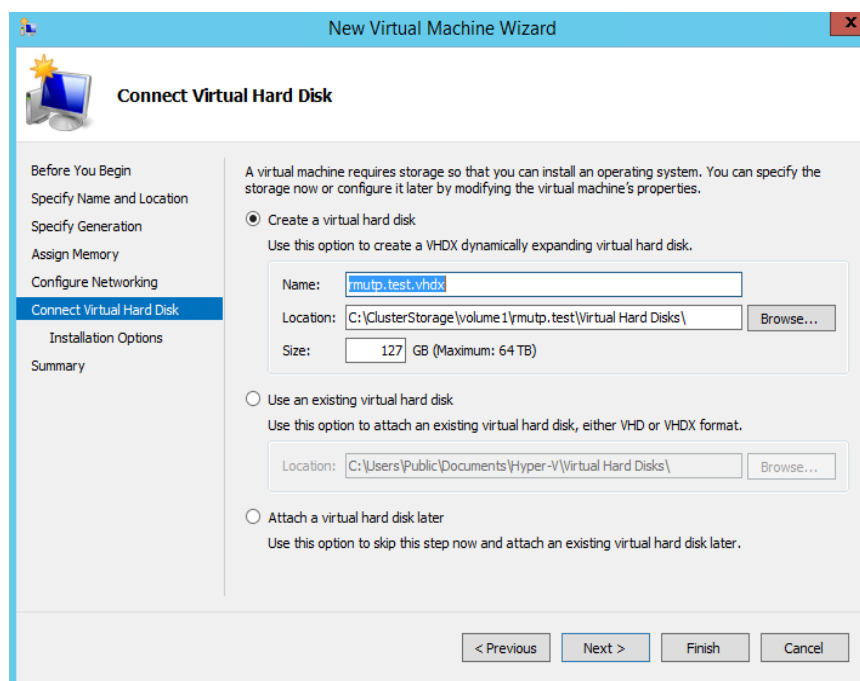 New Virtual Machine Wizard
x
Connect Virtual Hard Disk
Before You Begin
Specify Name and Location
Specify Generation
Assign Memory
Configure Networking
Connect Virtual Hard Disk
Installation Options
Summary
A virtual machine requires storage so that you can install an operating system. You can specify the
storage now or configure it later by modifying the virtual machine's properties.
Create a virtual hard disk
Use this option to create a VHDX dynamically expanding virtual hard disk.
Name: rmutp.test.vhdx
Location: C:\ClusterStorage\volume1\rmutp.test\Virtual Hard Disks\ Browse...
Size: 127 GB (Maximum: 64 TB)
Use an existing virtual hard disk
Use this option to attach an existing virtual hard disk, either VHD or VHDX format.
Location: C:\Users\Public\Documents\Hyper-V\Virtual Hard Disks\ Browse...
Attach a virtual hard disk later
Use this option to skip this step now and attach an existing virtual hard disk later.
< Previous Next > Finish Cancel